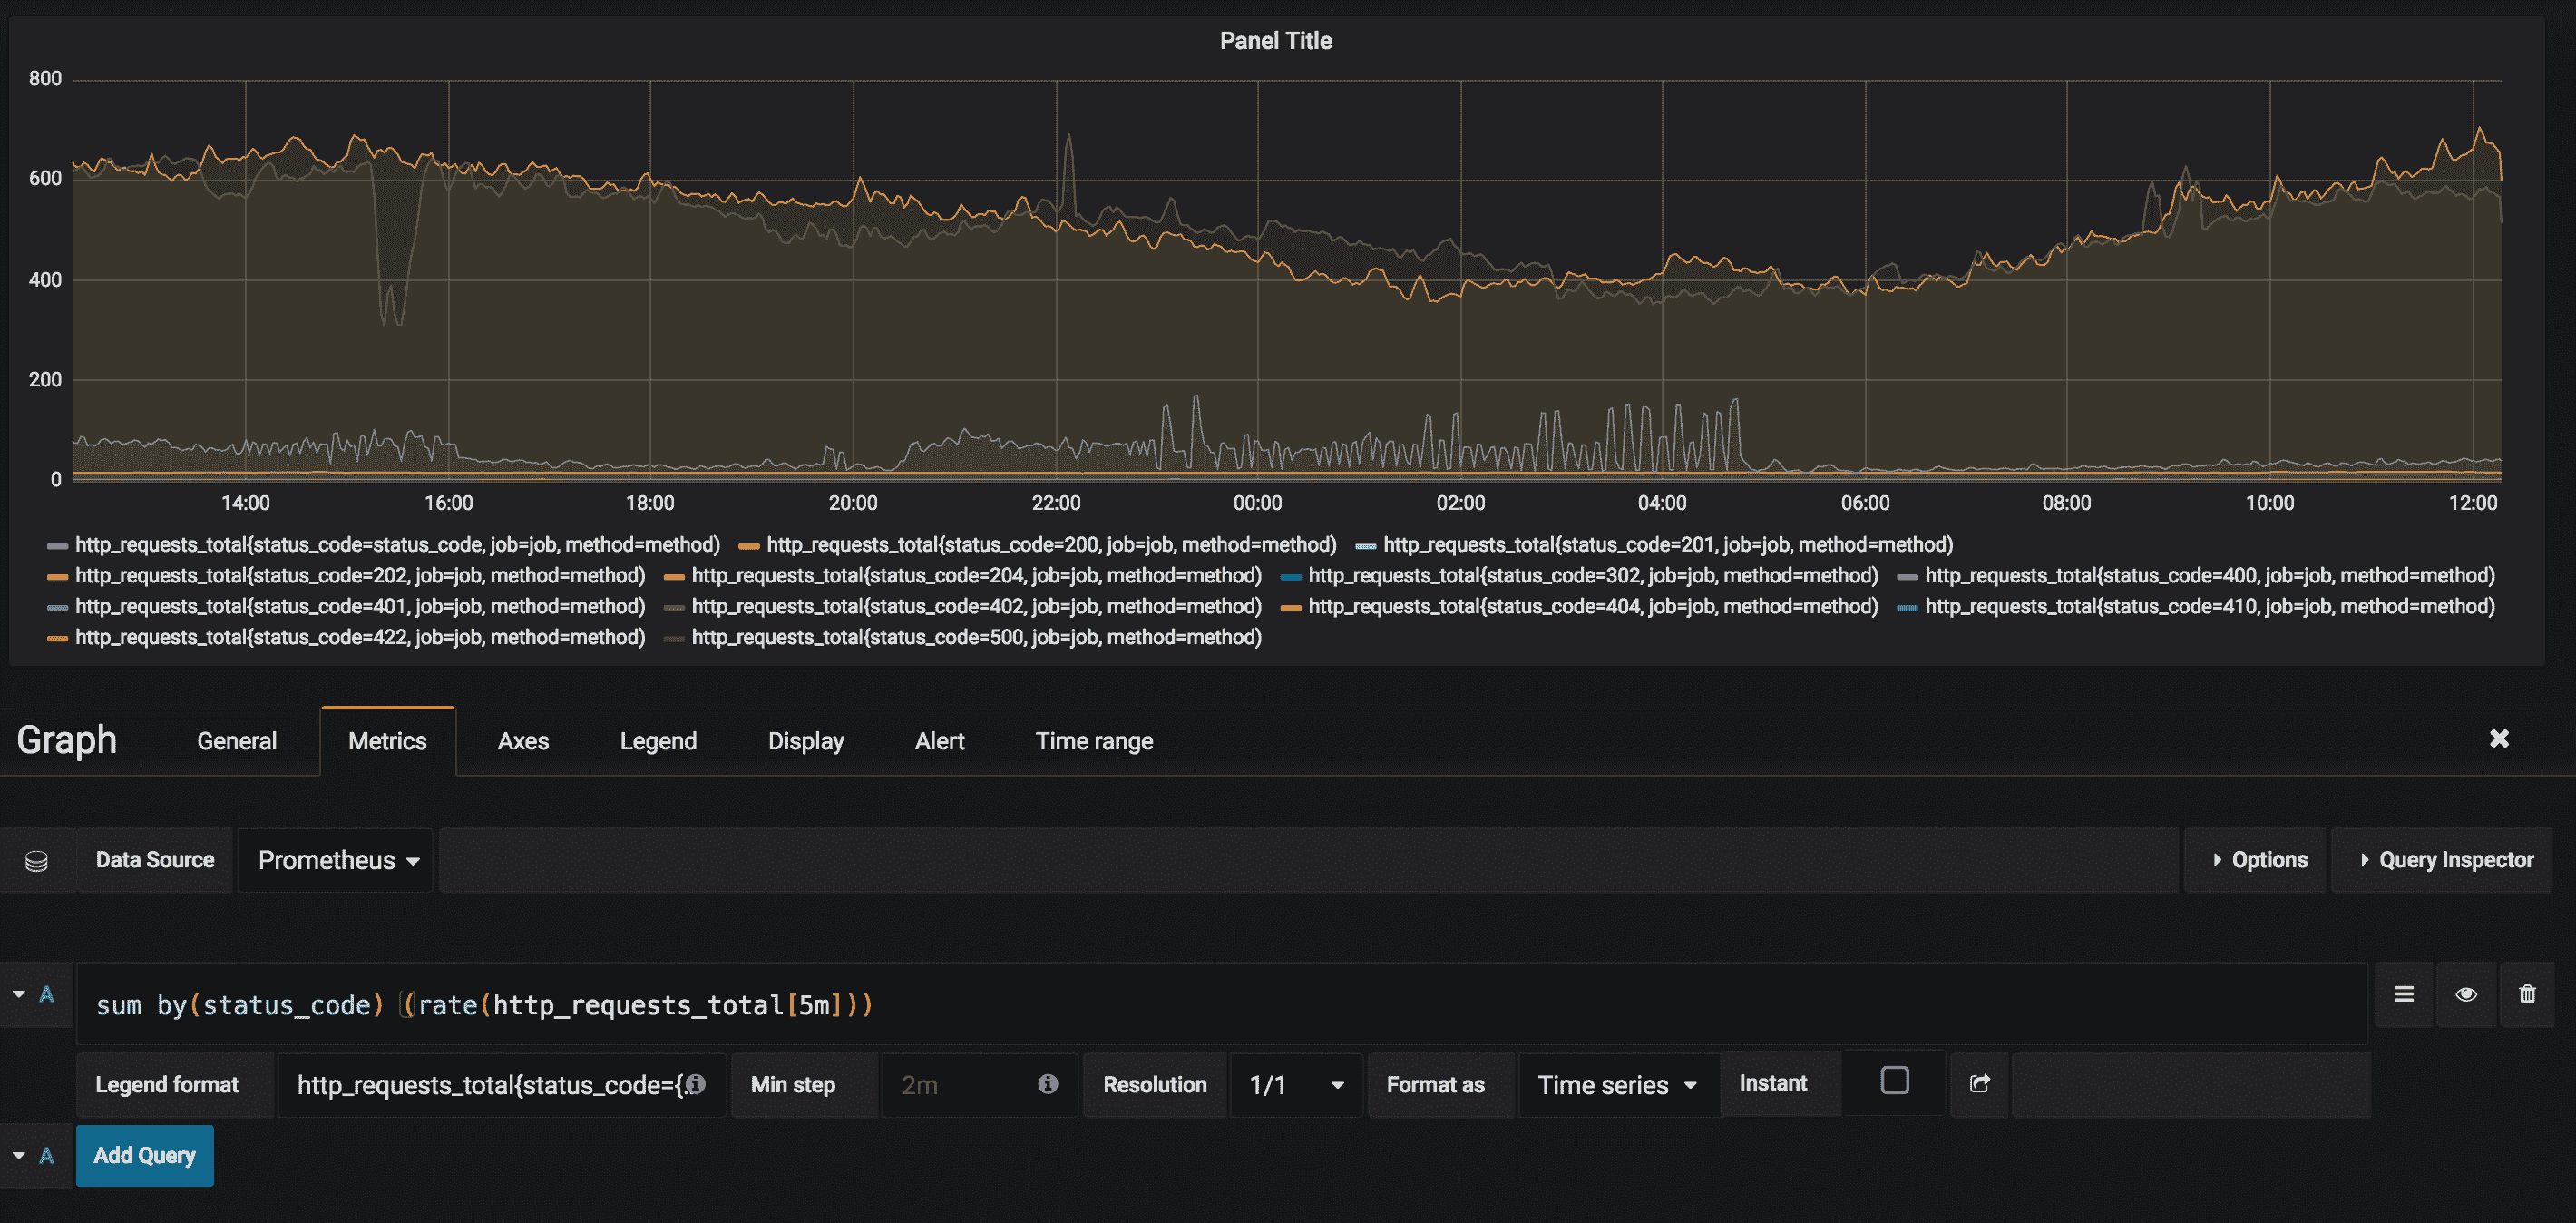 Panel Title
800
600
400
200
0
14:00 16:00 18:00 20:00 22:00 00:00 02:00 04:00 06:00 08:00 10:00 12:00
http_requests_total{status_code=status_code, job=job, method=method) http_requests_total{status_code=200, job=job, method=method) http_requests_total{status_code=201, job=job, method=method)
http_requests_total{status_code=202, job=job, method=method) http_requests_total{status_code=204, job=job, method=method) http_requests_total{status_code=302, job=job, method=method) http_requests_total{status_code=400, job=job, method=method)
http_requests_total{status_code=401, job=job, method=method) http_requests_total{status_code=402, job=job, method=method) http_requests_total{status_code=404, job=job, method=method) http_requests_total{status_code=410, job=job, method=method)
http_requests_total{status_code=422, job=job, method=method) http_requests_total{status_code=500, job=job, method=method)
Graph General Metrics Axes Legend Display Alert Time range
Data Source Prometheus Options Query Inspector
A sum by(status_code) (rate(http_requests_total[5m]))
Legend format http_requests_total{status_code={.. Min step 2m Resolution 1/1 Format as Time series Instant
A Add Query